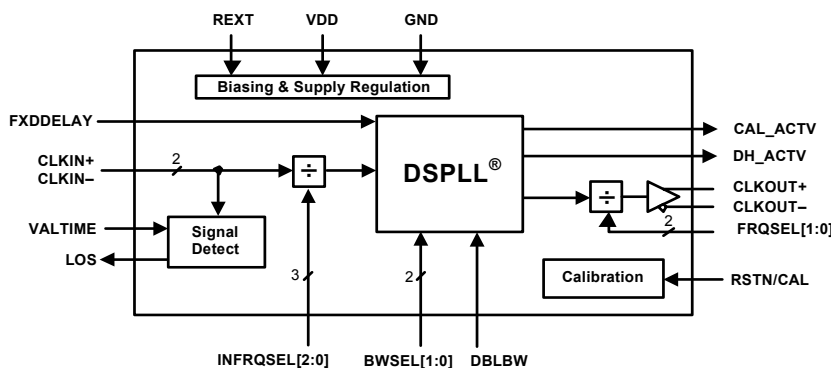 REXT VDD GND
Biasing & Supply Regulation
FXDDELAY
CAL_ACTV
CLKIN+
CLKIN–
2
÷
DSPLL®
DH_ACTV
÷
CLKOUT+
CLKOUT–
VALTIME
Signal
Detect
2
FRQSEL[1:0]
LOS
3
2
Calibration
RSTN/CAL
INFRQSEL[2:0] BWSEL[1:0] DBLBW